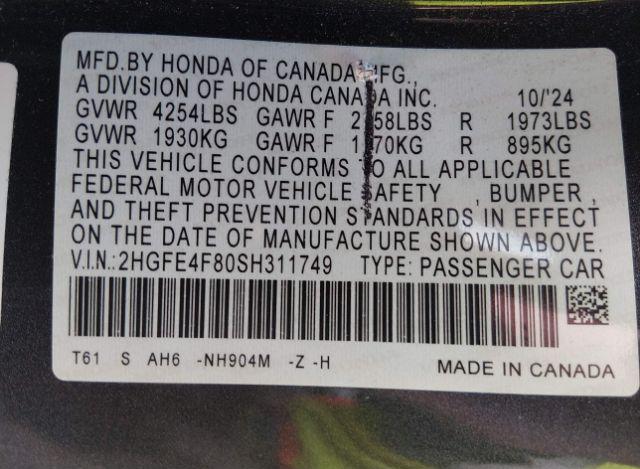 MFD.BY HONDA OF CANADA MFG.,
A DIVISION OF HONDA CANADA INC. 10/'24
GVWR 4254LBS GAWR F LBS R 1973LBS
GVWR 1930KG GAWR F KG R 895KG
THIS VEHICLE CONFORMS TO ALL APPLICABLE
FEDERAL MOTOR VEHICLE SAFETY , BUMPER ,
AND THEFT PREVENTION STANDARDS IN EFFECT
ON THE DATE OF MANUFACTURE SHOWN ABOVE.
V.I.N.:2HGFE4F80SH311749 TYPE: PASSENGER CAR
T61 S AH6 -NH904M -Z -H MADE IN CANADA